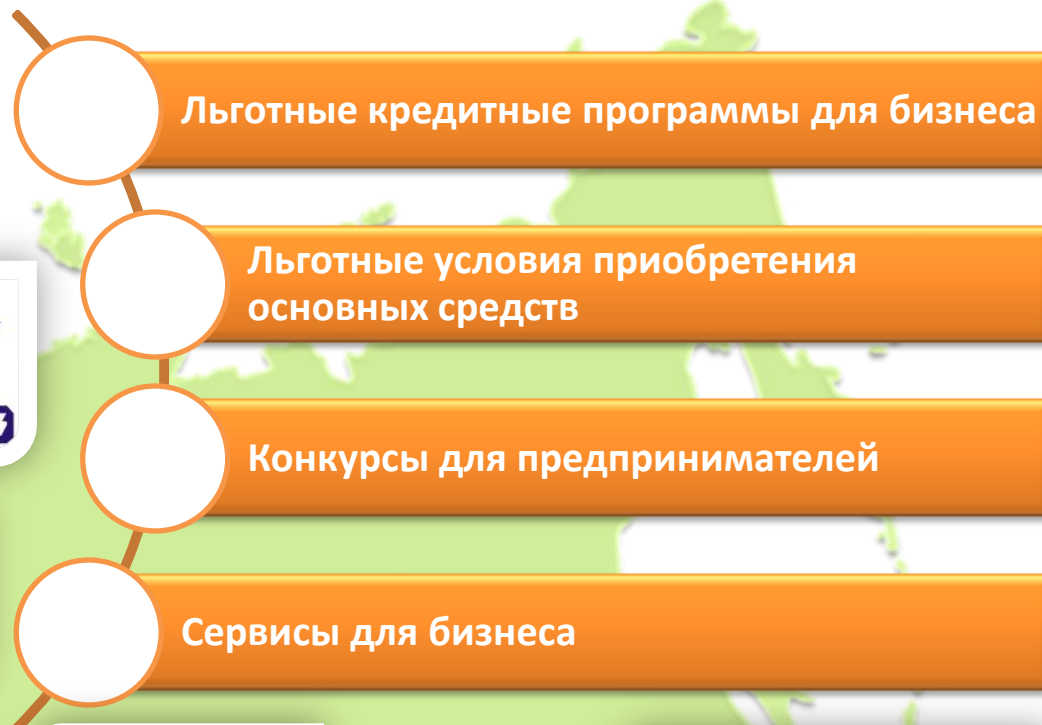 Льготные кредитные программы для бизнеса
Льготные условия приобретения
основных средств
Конкурсы для предпринимателей
Сервисы для бизнеса